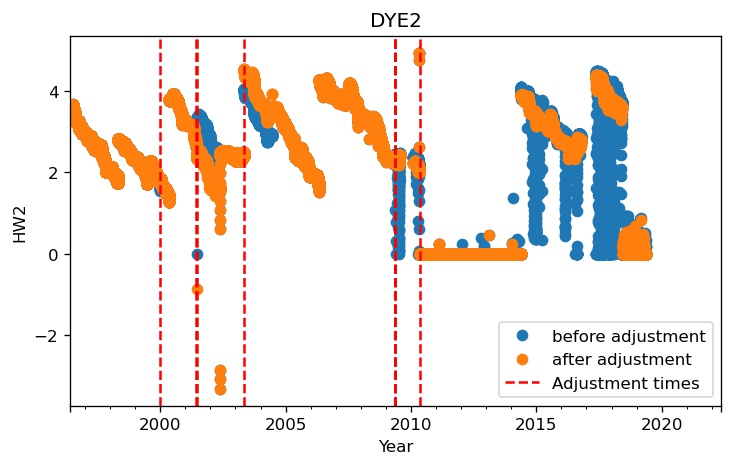 DYE2
HW2
4
2
0
−2
before adjustment
after adjustment
Adjustment times
2000 2005 2010 2015 2020
Year